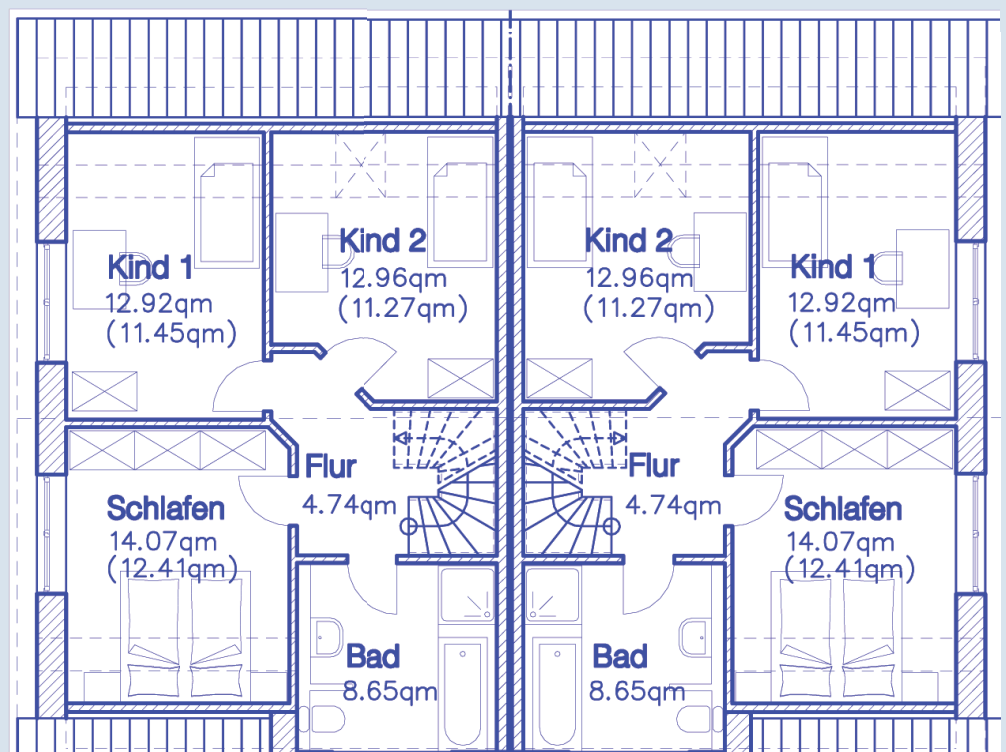 Kind 1
12.92qm
(11.45qm)
Kind 2
12.96qm
(11.27qm)
Kind 2
12.96qm
(11.27qm)
Kind 1
12.92qm
(11.45qm)
Schlafen
14.07qm
(12.41qm)
Flur
4.74qm
Flur
4.74qm
Schlafen
14.07qm
(12.41qm)
Bad
8.65qm
Bad
8.65qm